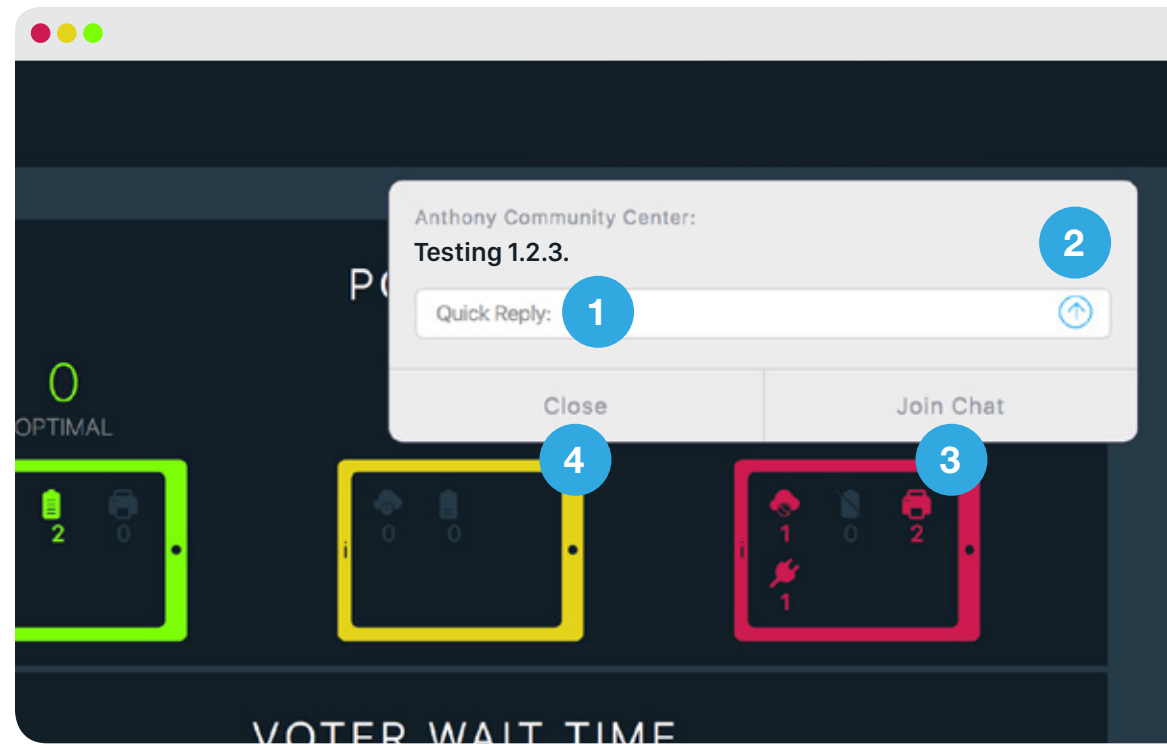 Anthony Community Center:
Testing 1.2.3.
2
Quick Reply:
1
0
OPTIMAL
Close
Join Chat
4
3
2
0
i
0
0
i
1
0
2
1
VOTER WAIT TIME